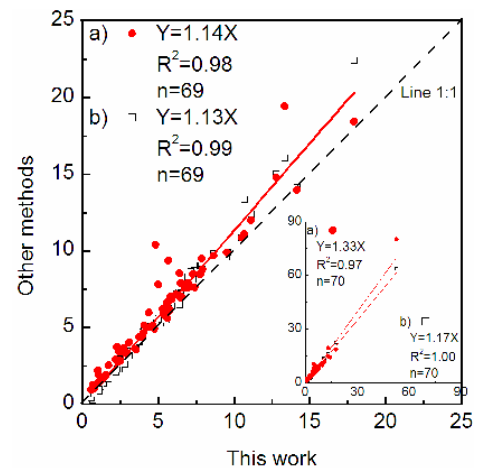 25
20
15
10
5
0
0
5
10
15
20
25
Other methods
This work
a) Y=1.14X
R²=0.98
n=69
b) Y=1.13X
R²=0.99
n=69
Line 1:1
90
60
30
0
0
30
60
90
a)
Y=1.33X
R²=0.97
n=70
b)
Y=1.17X
R²=1.00
n=70